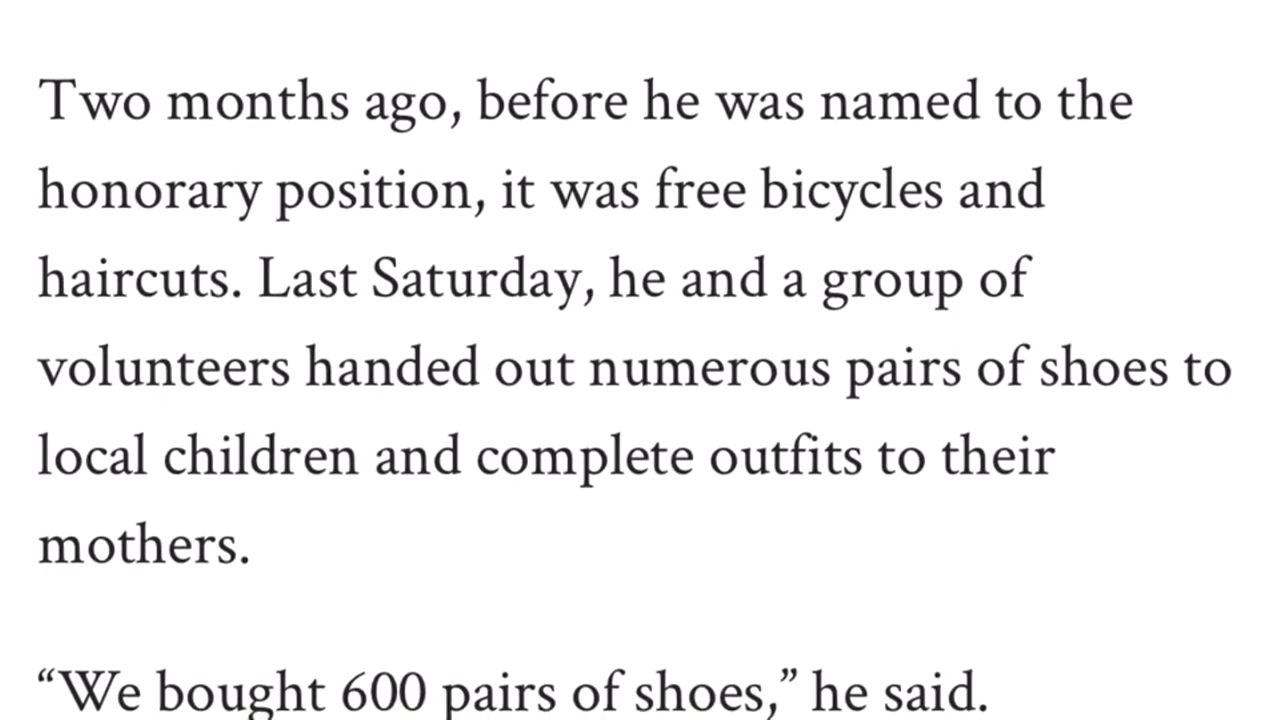 Two months ago, before he was named to the
honorary position, it was free bicycles and
haircuts. Last Saturday, he and a group of
volunteers handed out numerous pairs of shoes to
local children and complete outfits to their
mothers.
“We bought 600 pairs of shoes,” he said.